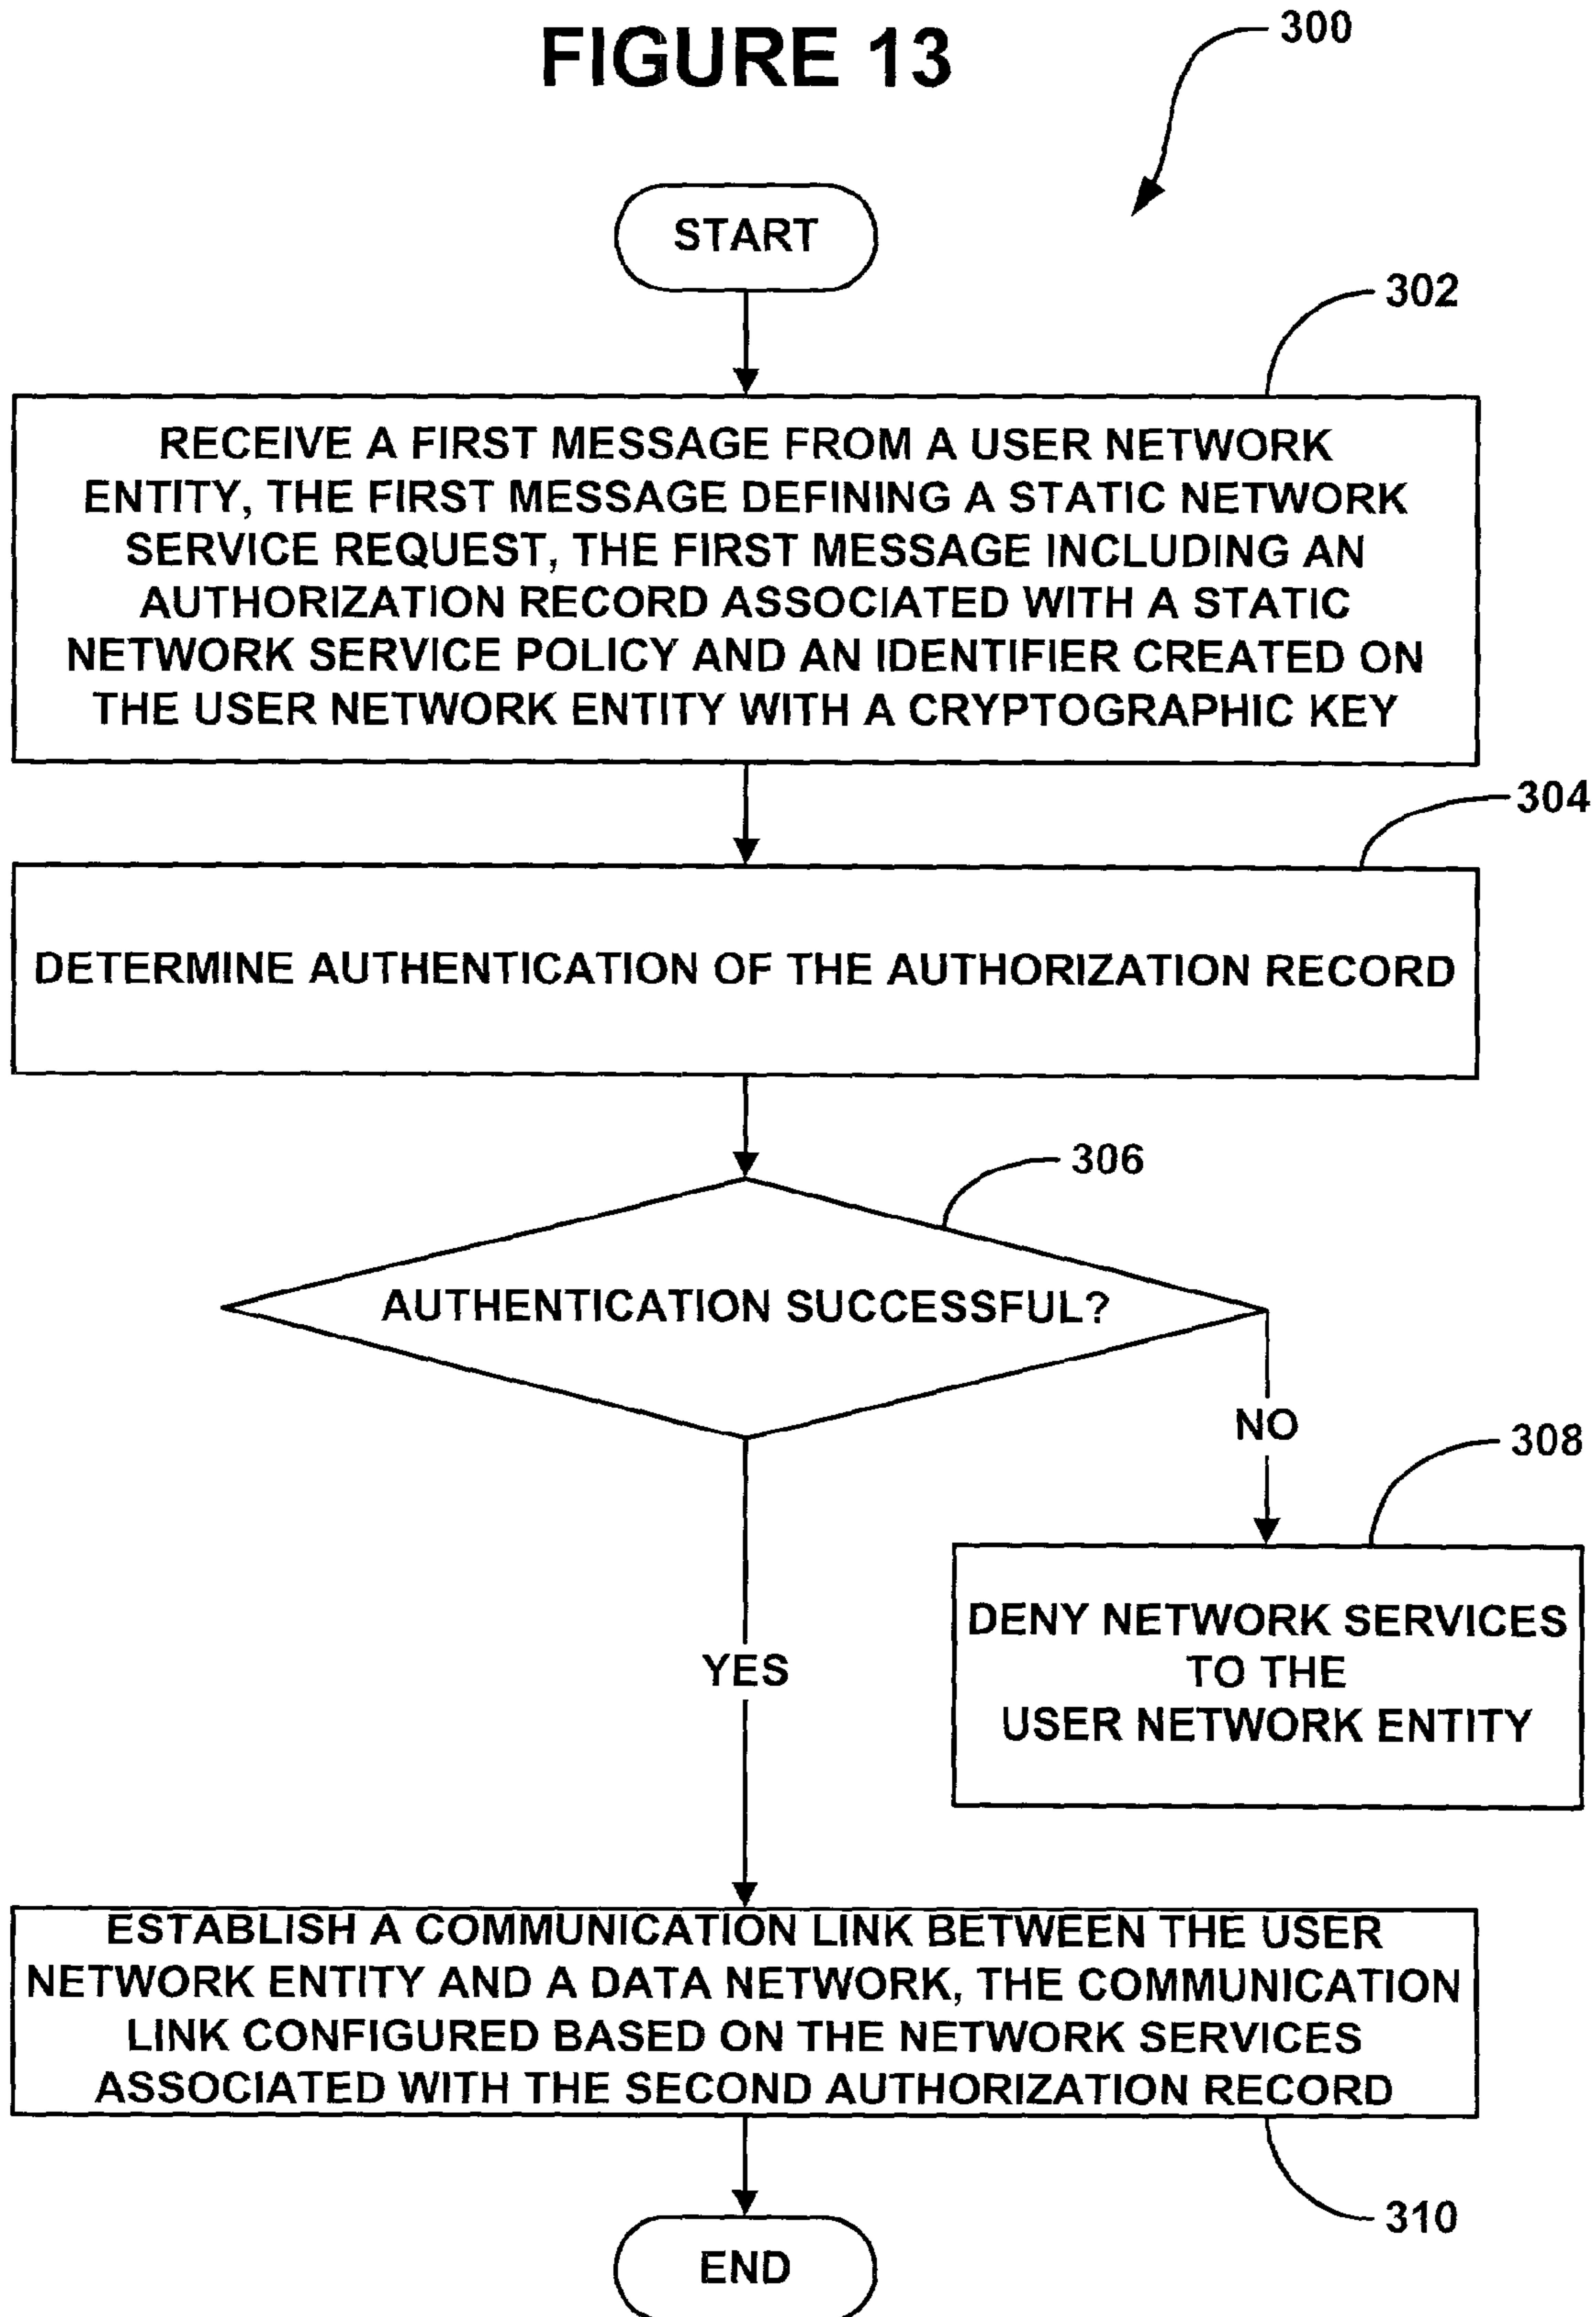 FIGURE 13
300
START
302
RECEIVE A FIRST MESSAGE FROM A USER NETWORK
ENTITY, THE FIRST MESSAGE DEFINING A STATIC NETWORK
SERVICE REQUEST, THE FIRST MESSAGE INCLUDING AN
AUTHORIZATION RECORD ASSOCIATED WITH A STATIC
NETWORK SERVICE POLICY AND AN IDENTIFIER CREATED ON
THE USER NETWORK ENTITY WITH A CRYPTOGRAPHIC KEY
304
DETERMINE AUTHENTICATION OF THE AUTHORIZATION RECORD
306
AUTHENTICATION SUCCESSFUL?
NO
308
DENY NETWORK SERVICES
TO THE
USER NETWORK ENTITY
YES
ESTABLISH A COMMUNICATION LINK BETWEEN THE USER
NETWORK ENTITY AND A DATA NETWORK, THE COMMUNICATION
LINK CONFIGURED BASED ON THE NETWORK SERVICES
ASSOCIATED WITH THE SECOND AUTHORIZATION RECORD
310
END